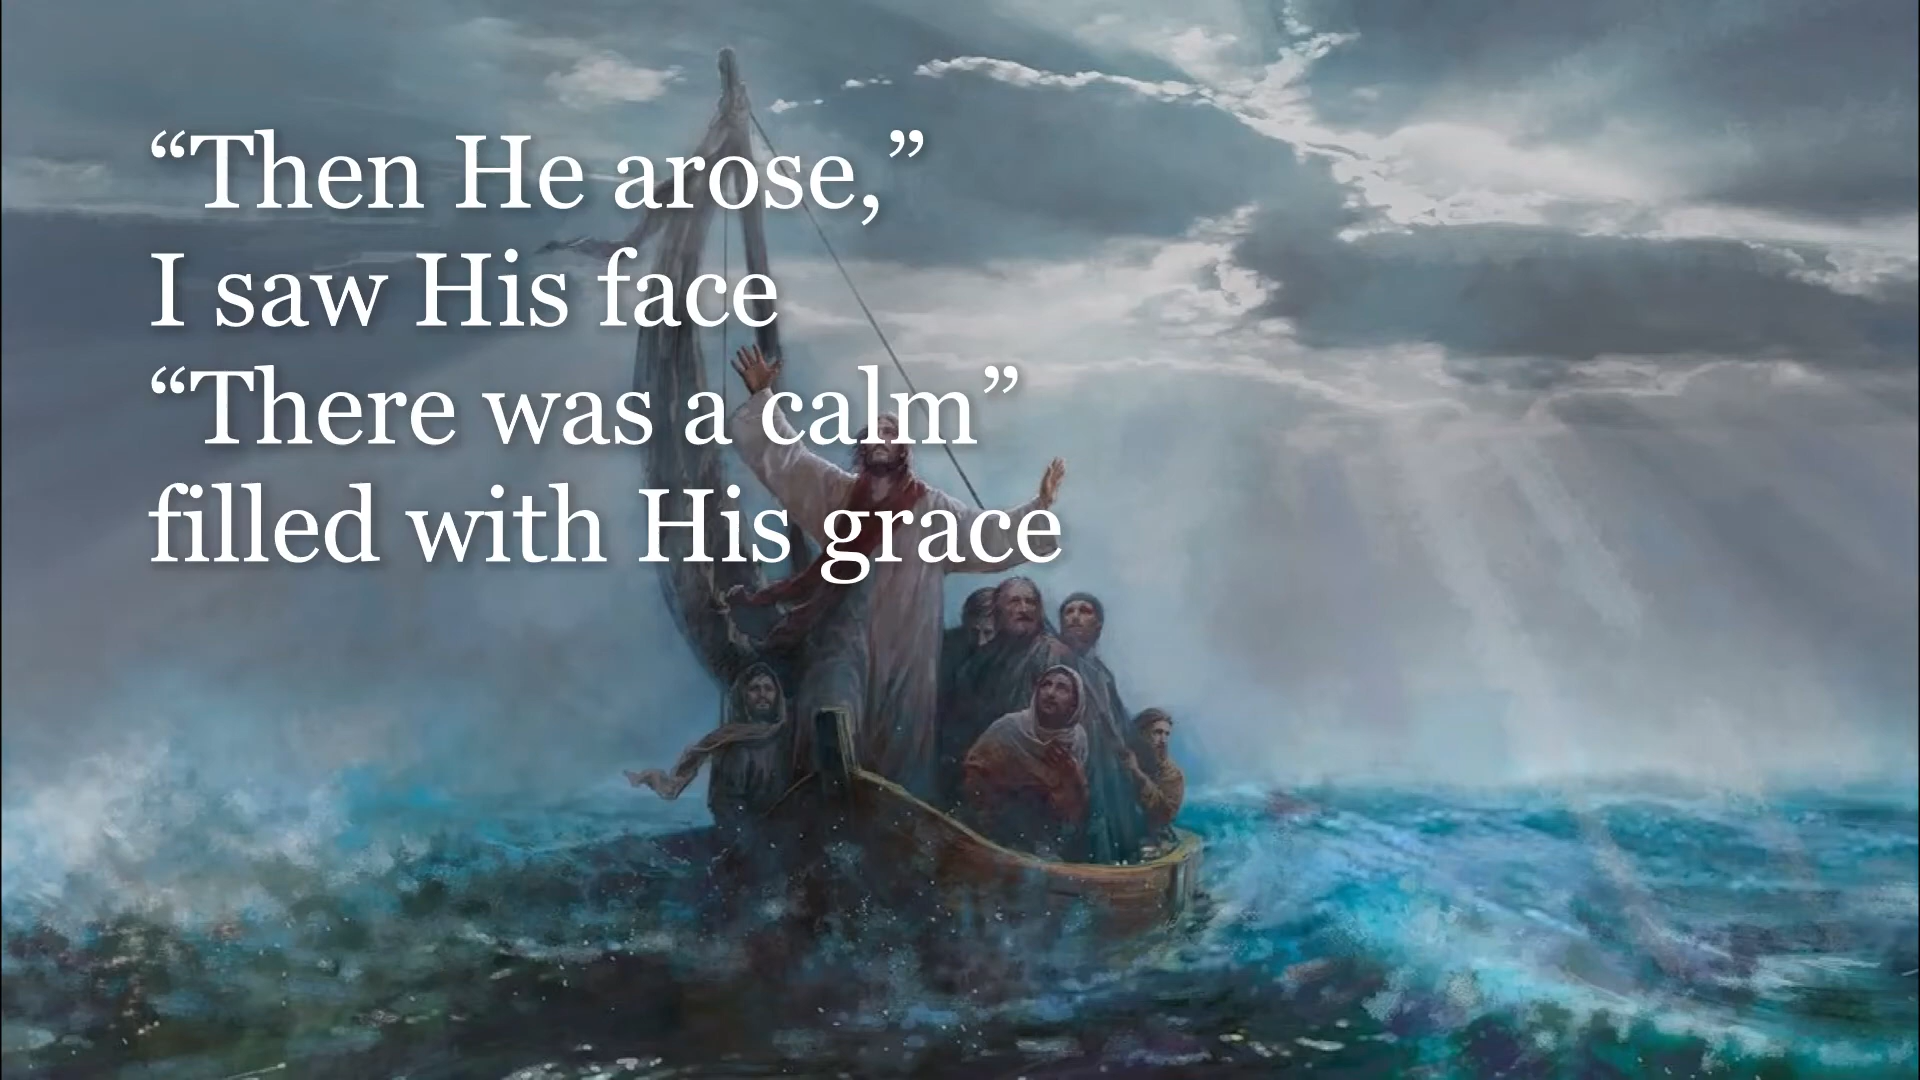 “Then He arose,”
I saw His face
“There was a calm”
filled with His grace